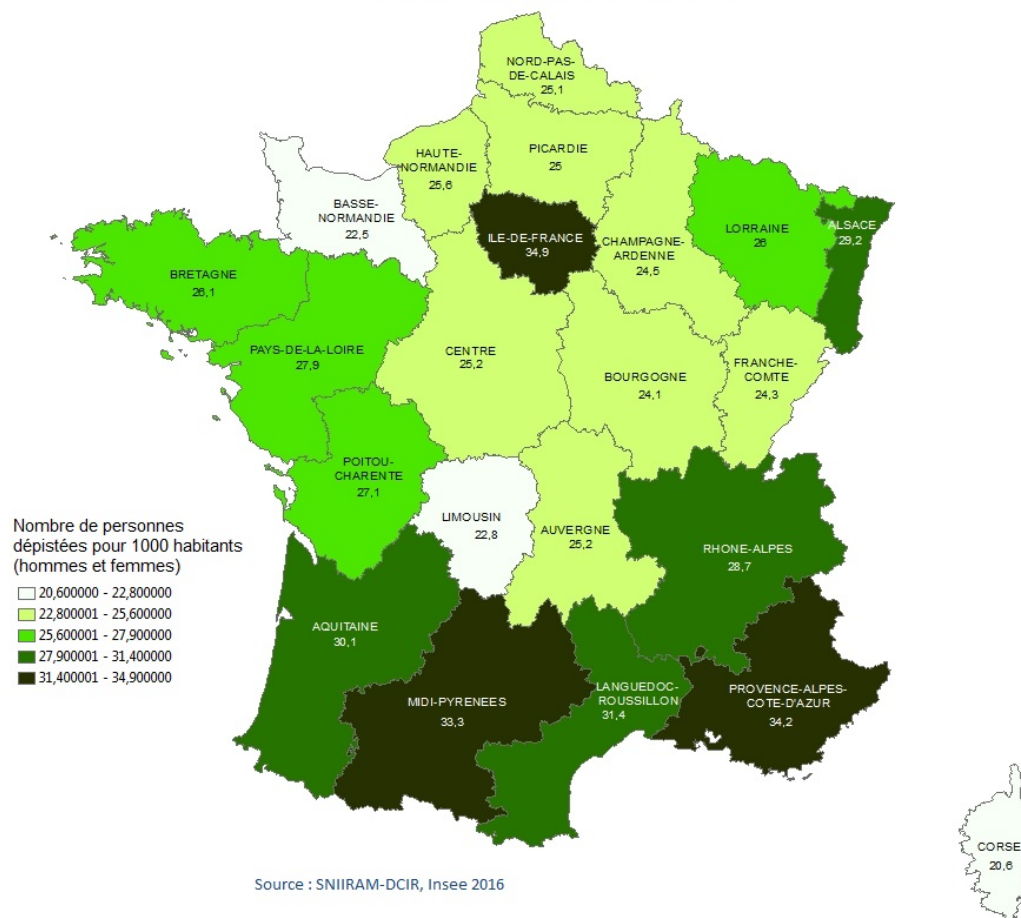 NORD-PAS-
DE-CALAIS
25,1
PICARDIE
25
HAUTE-
NORMANDIE
25,6
BASSE-
NORMANDIE
22,5
ILE-DE-FRANCE
34,9
CHAMPAGNE-
ARDENNE
24,5
LORRAINE
26
ALSACE
29,2
BRETAGNE
26,1
PAYS-DE-LA-LOIRE
27,9
CENTRE
25,2
BOURGOGNE
24,1
FRANCHE-
COMTE
24,3
POITOU-
CHARENTE
27,1
LIMOUSIN
22,8
AUVERGNE
25,2
RHONE-ALPES
28,7
AQUITAINE
30,1
MIDI-PYRENEES
33,3
LANGUEDOC-
ROUSSILLON
31,4
PROVENCE-ALPES-
COTE-D'AZUR
34,2
CORSE
20,6
Nombre de personnes
dépistées pour 1000 habitants
(hommes et femmes)
20,600000 - 22,800000
22,800001 - 25,600000
25,600001 - 27,900000
27,900001 - 31,400000
31,400001 - 34,900000
Source : SNIIRAM-DCIR, Insee 2016